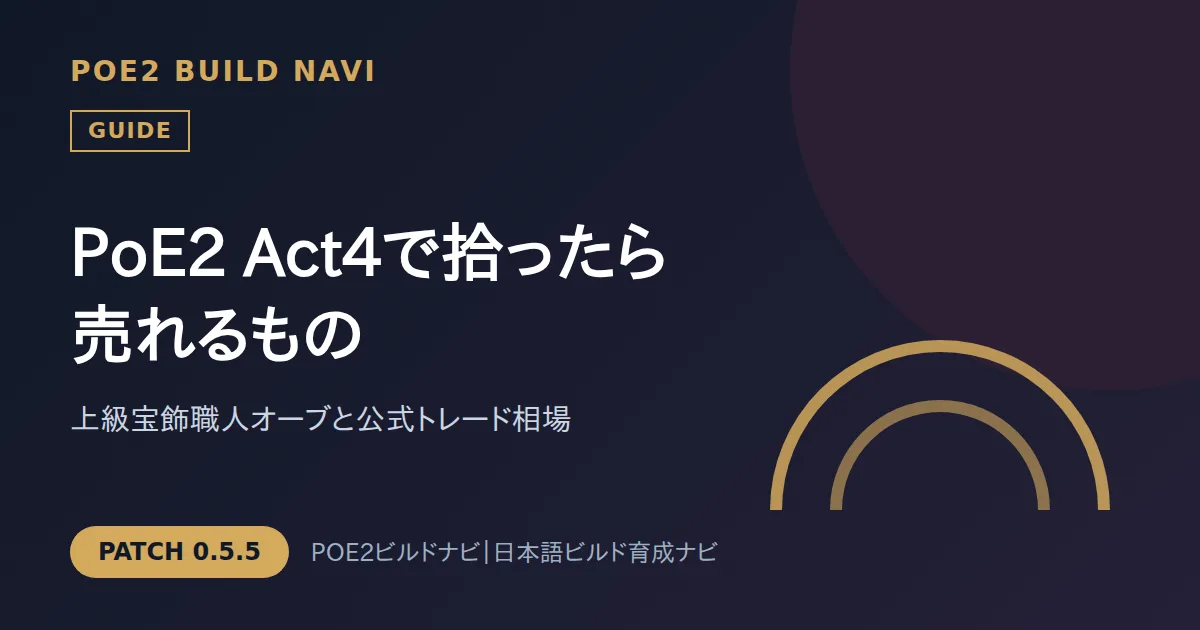 POE2 BUILD NAVI
GUIDE
PoE2 Act4で拾ったら
売れるもの
上級宝飾職人オーブと公式トレード相場
PATCH 0.5.5
POE2ビルドナビ|日本語ビルド育成ナビ